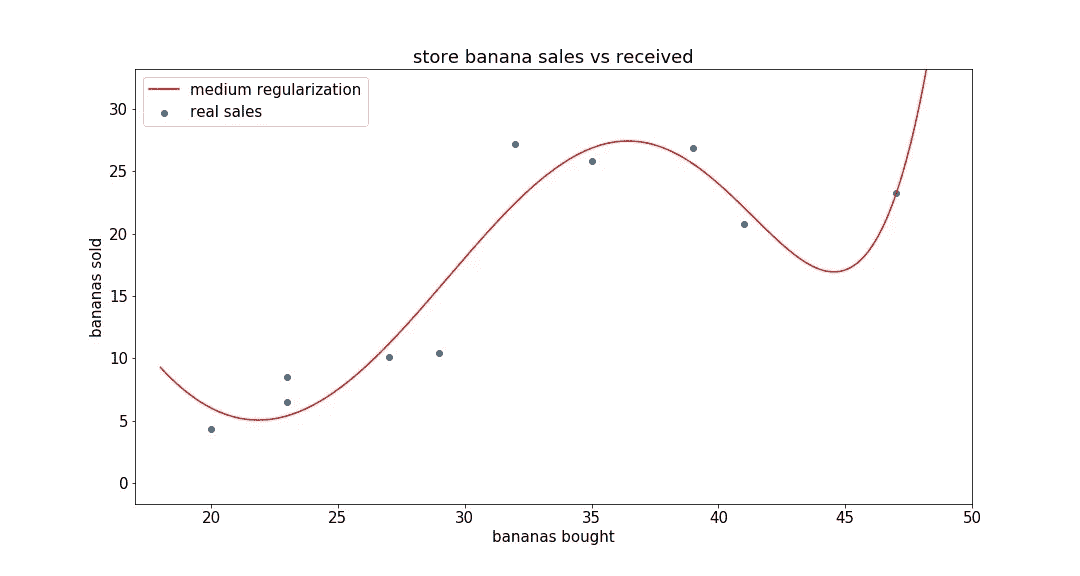 store banana sales vs received
medium regularization
real sales
30
25
20
15
10
5
0
bananas sold
20 25 30 35 40 45 50
bananas bought